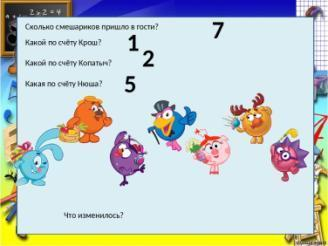 Сколько смешариков пришло в гости? 7
Какой по счёту Крош? 1
Какой по счёту Копатыч? 2
Какая по счёту Нюша? 5
Что изменилось?